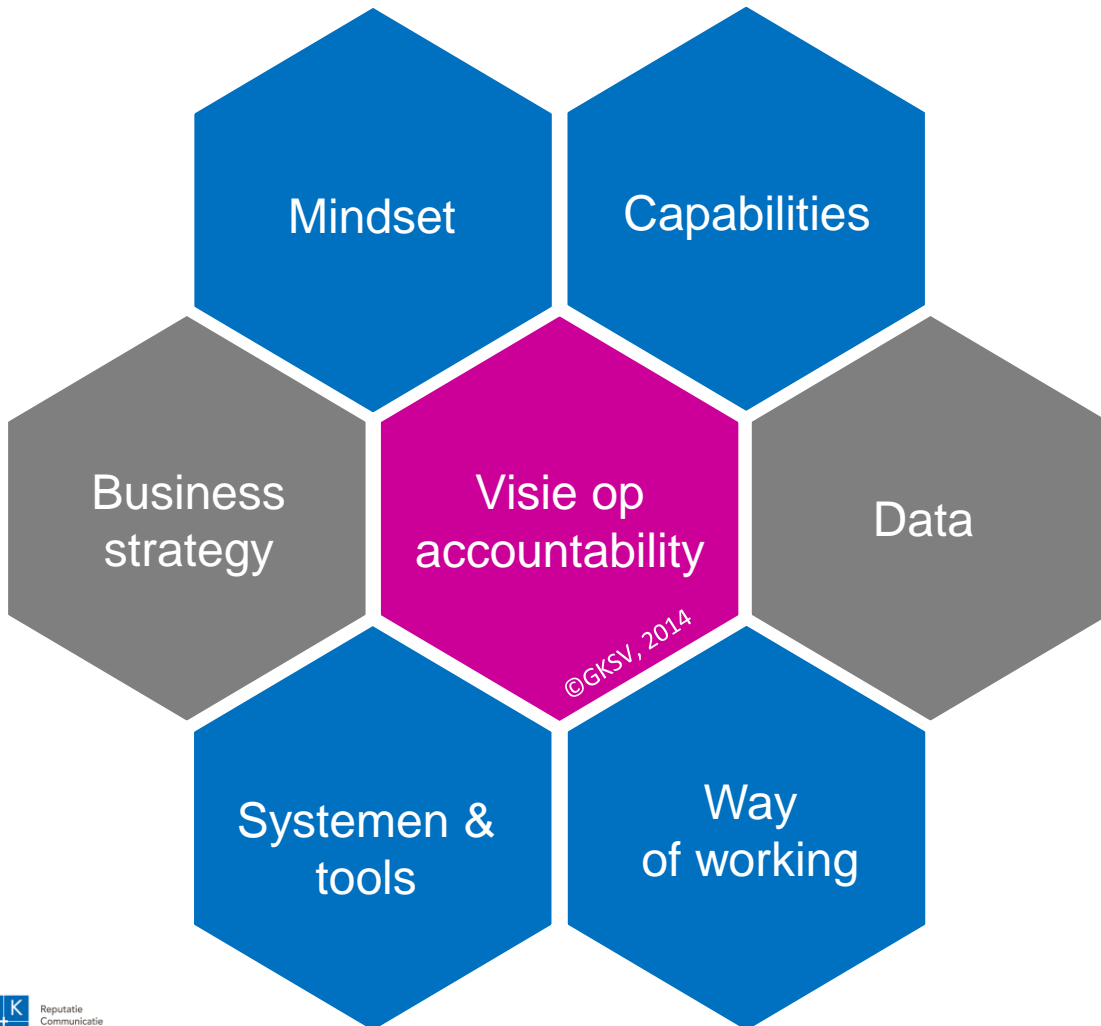 Mindset
Capabilities
Business
strategy
Visie op
accountability
Data
©GKSV, 2014
Systemen &
tools
Way
of working
K
Reputatie
Communicatie